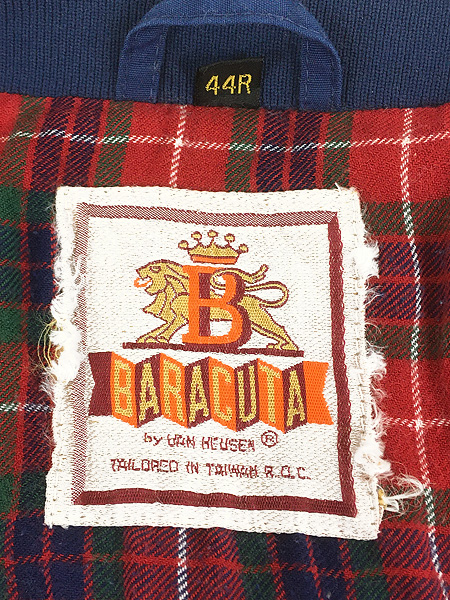 44R
B
BARACUTA
by VAN HEUSEN ®
TAILORED IN TAIWAN R.O.C.